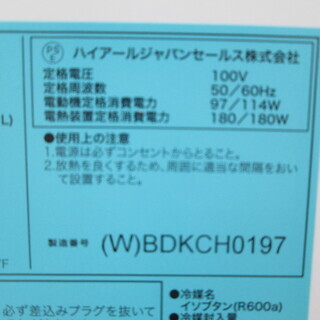 PS
E
ハイアールジャパンセールス株式会社
定格電圧 100V
定格周波数 50/60Hz
電動機定格消費電力 97/114W
電熱装置定格消費電力 180/180W
L)
●使用上の注意
1.電源は必ずコンセントからとること。
2.放熱を良くするため、周囲に適当な間隔をおい
て設置すること。
製造番号 (W)BDKCH0197
●冷媒名
イソブタン(R600a)
必ず差込みプラグを抜いて
●冷媒封入量